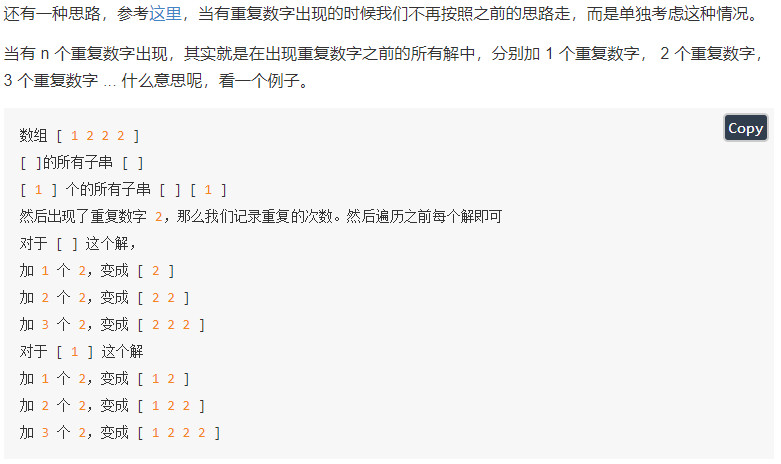 还有一种思路，参考这里，当有重复数字出现的时候我们不再按照之前的思路走，而是单独考虑这种情况。
当有 n 个重复数字出现，其实就是在出现重复数字之前的所有解中，分别加 1 个重复数字， 2 个重复数字，
3 个重复数字 ... 什么意思呢，看一个例子。
Copy
数组 [ 1 2 2 2 ]
[ ]的所有子串 [ ]
[ 1 ] 个的所有子串 [ ] [ 1 ]
然后出现了重复数字 2，那么我们记录重复的次数。然后遍历之前每个解即可
对于 [ ] 这个解，
加 1 个 2，变成 [ 2 ]
加 2 个 2，变成 [ 2 2 ]
加 3 个 2，变成 [ 2 2 2 ]
对于 [ 1 ] 这个解
加 1 个 2，变成 [ 1 2 ]
加 2 个 2，变成 [ 1 2 2 ]
加 3 个 2，变成 [ 1 2 2 2 ]